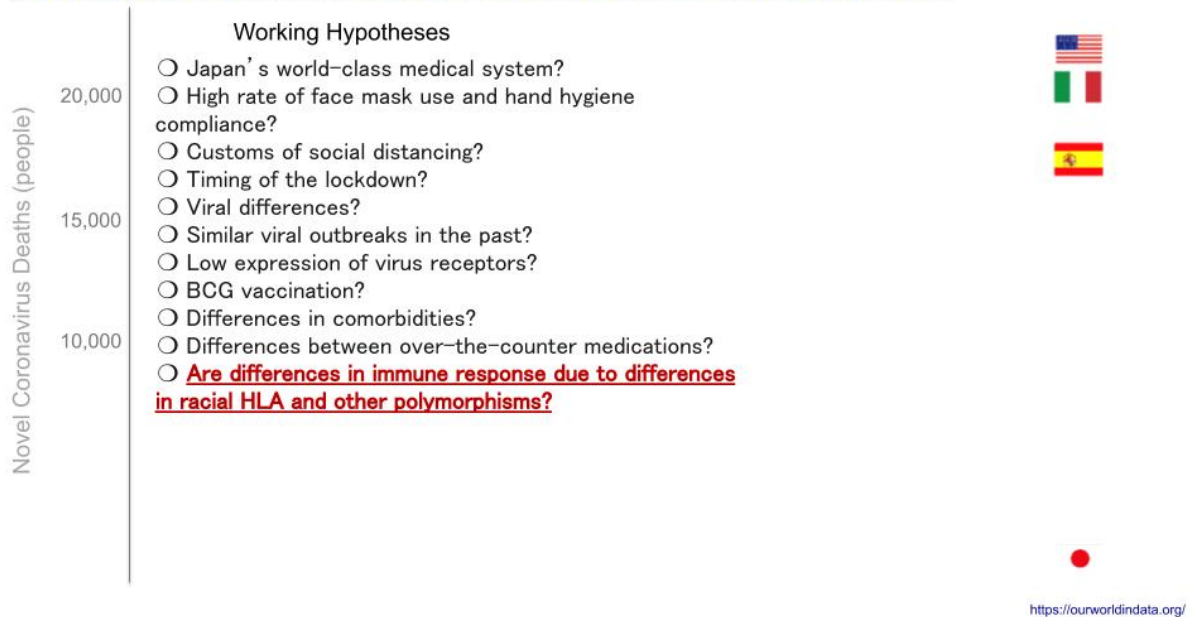 Working Hypotheses
❍ Japan's world-class medical system?
❍ High rate of face mask use and hand hygiene
compliance?
❍ Customs of social distancing?
❍ Timing of the lockdown?
❍ Viral differences?
❍ Similar viral outbreaks in the past?
❍ Low expression of virus receptors?
❍ BCG vaccination?
❍ Differences in comorbidities?
❍ Differences between over-the-counter medications?
❍ Are differences in immune response due to differences
in racial HLA and other polymorphisms?
Novel Coronavirus Deaths (people)
20,000
15,000
10,000
https://ourworldindata.org/